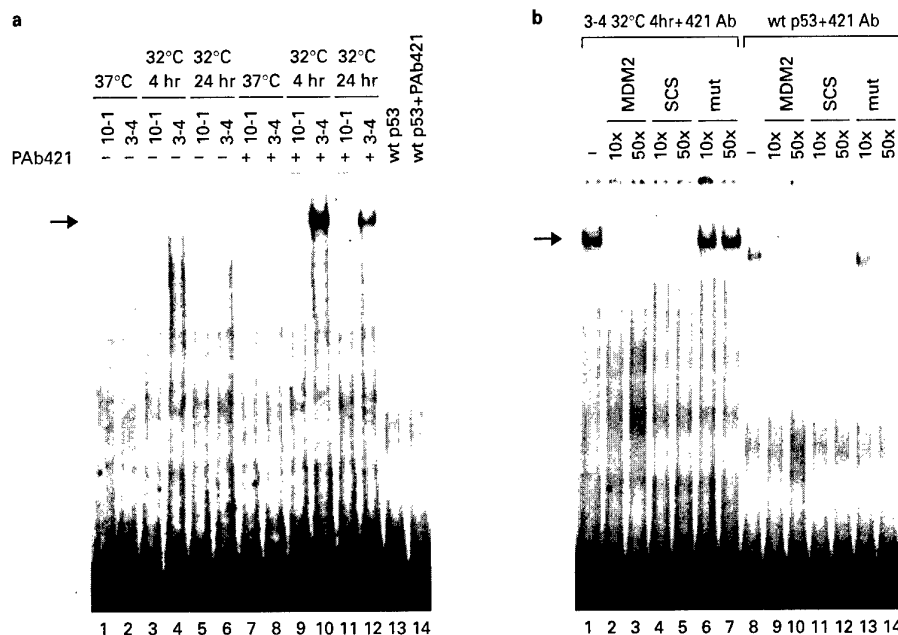 a
37°C
32°C
4 hr
32°C
24 hr
37°C
32°C
4 hr
32°C
24 hr
10-1 3-4 10-1 3-4 10-1 3-4 10-1 3-4 10-1 3-4 10-1 3-4 wt p53 wt p53+PAb421
PAb421 – – – – – – + + + + + +
1 2 3 4 5 6 7 8 9 10 11 12 13 14
b
3-4 32°C 4hr+421 Ab
wt p53+421 Ab
MDM2 SCS mut MDM2 SCS mut
– 10x 50x 10x 50x 10x 50x – 10x 50x 10x 50x 10x 50x
1 2 3 4 5 6 7 8 9 10 11 12 13 14